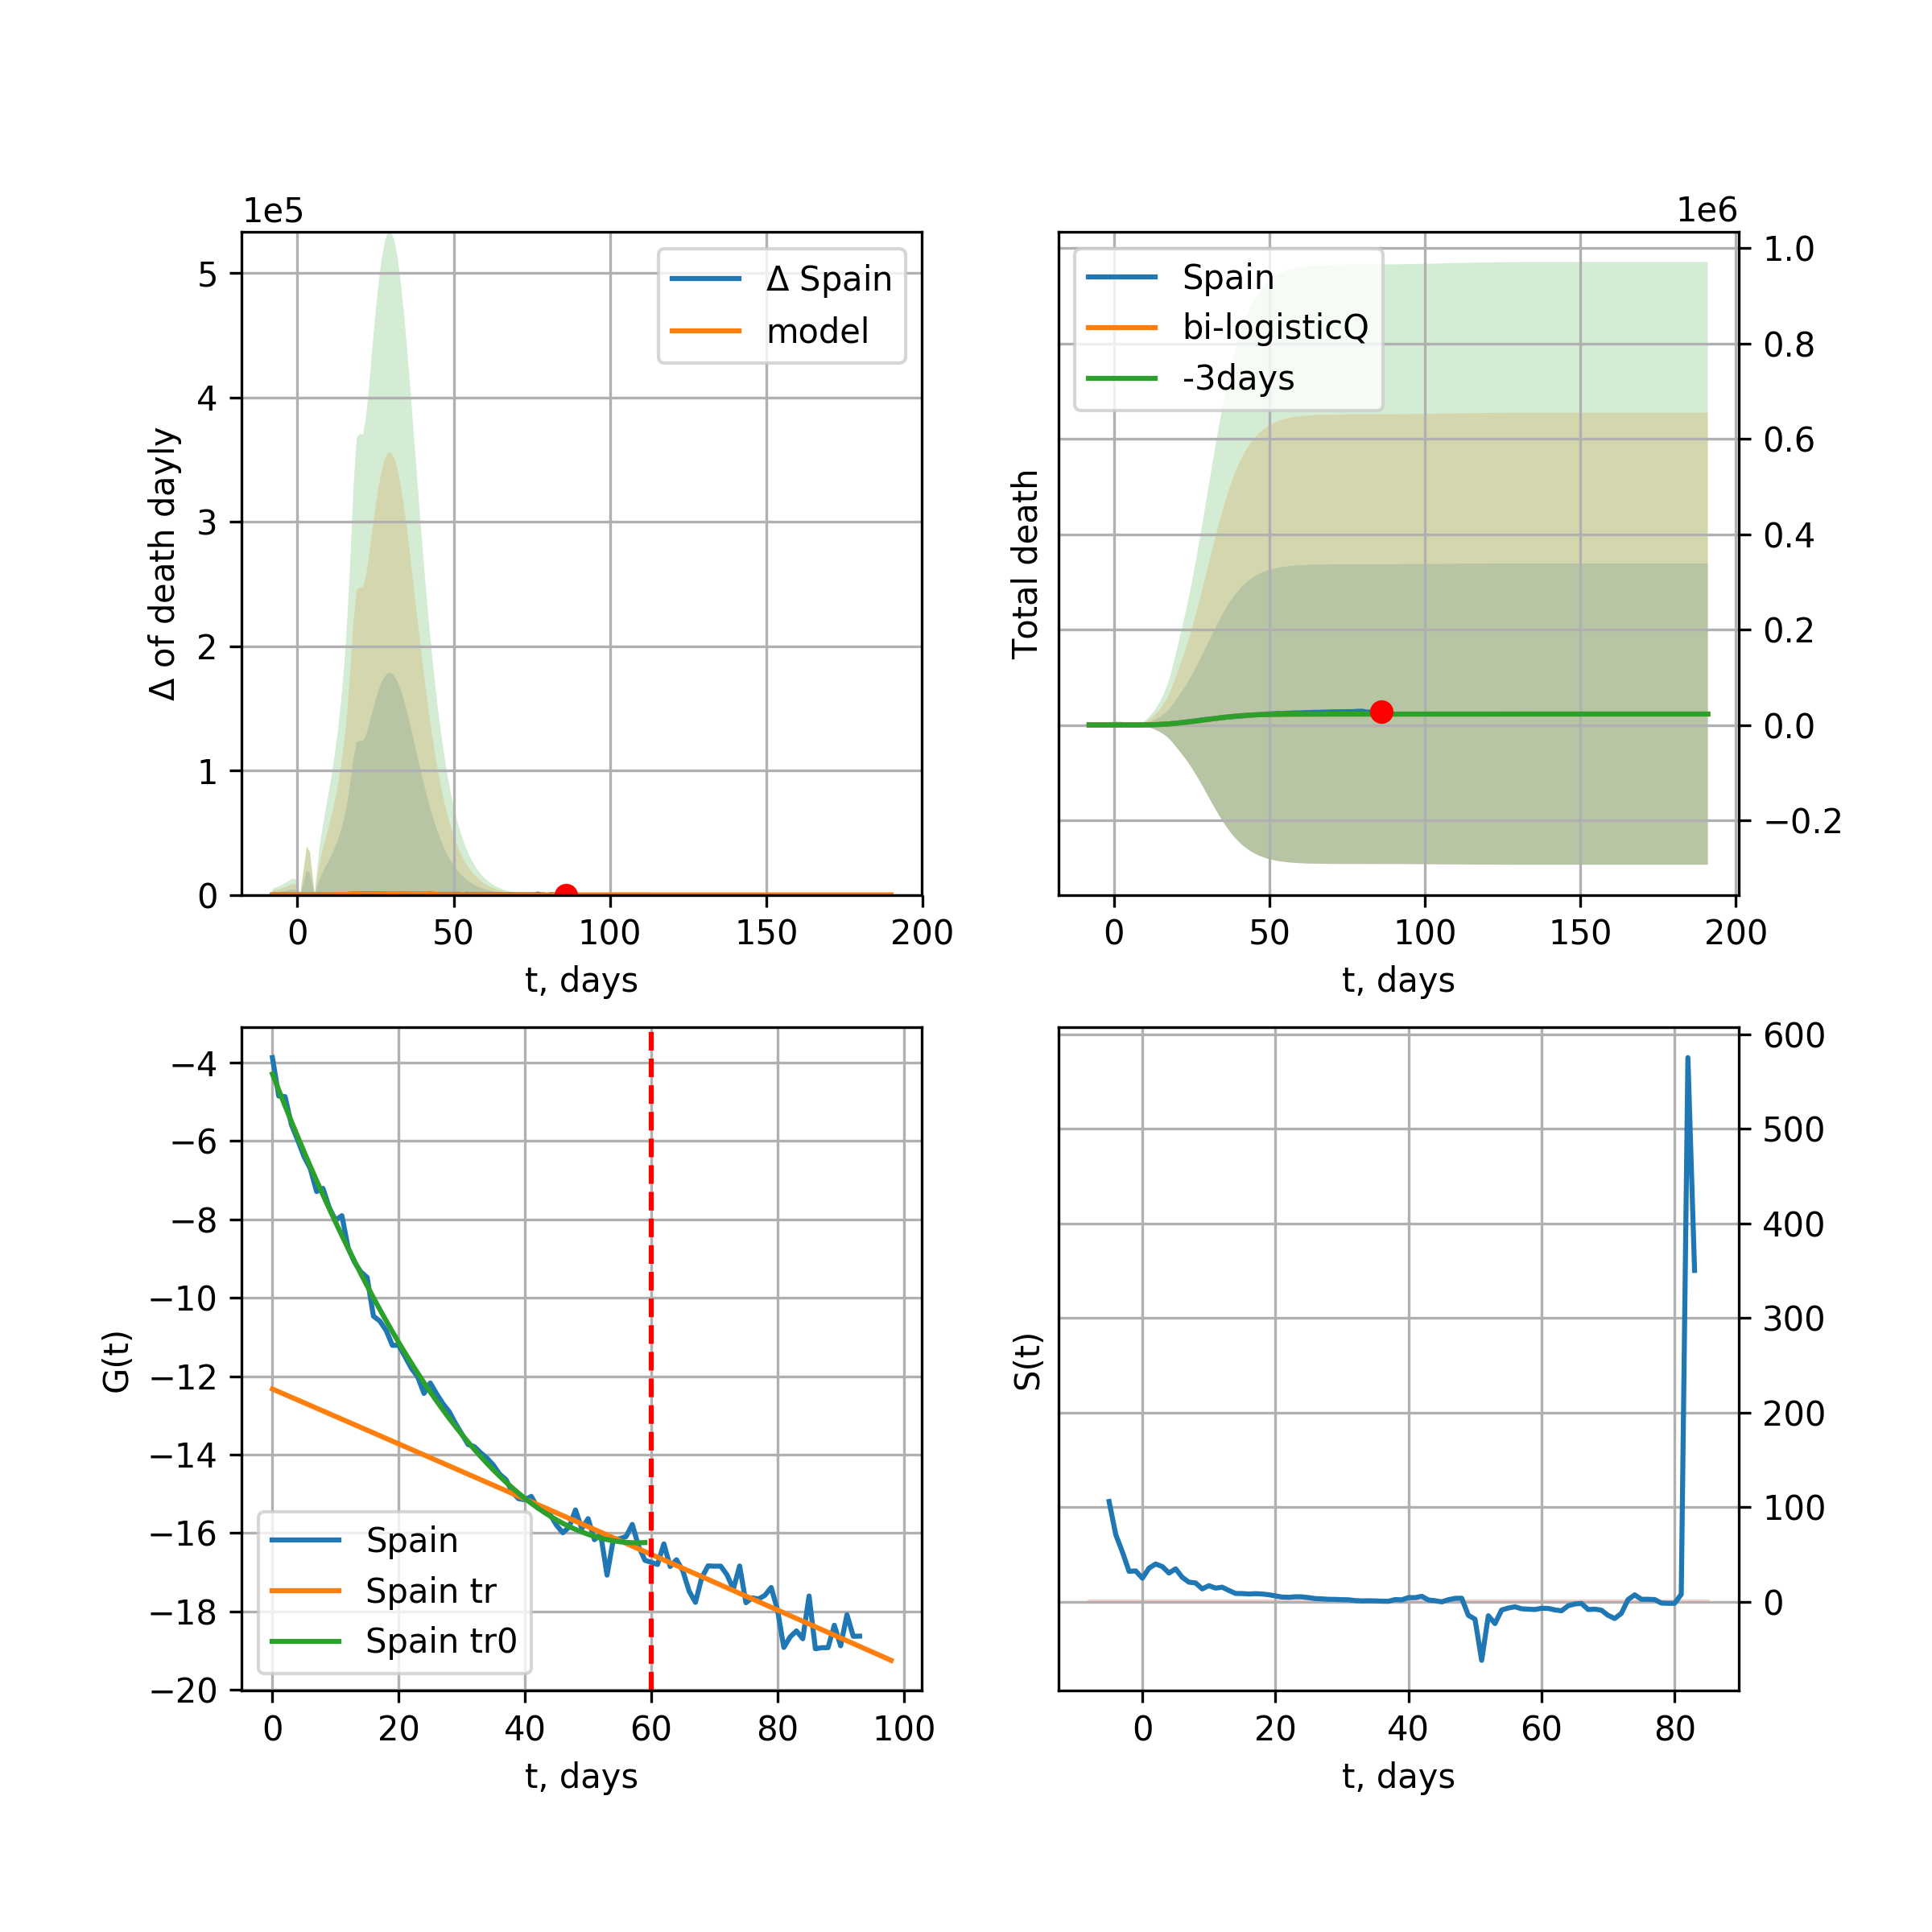 1e5
Δ of death dayly
5
4
3
2
1
0
Δ Spain
model
0 50 100 150 200
t, days
1e6
Total death
Spain
bi-logisticQ
-3days
1.0
0.8
0.6
0.4
0.2
0.0
−0.2
0 50 100 150 200
t, days
G(t)
−4
−6
−8
−10
−12
−14
−16
−18
−20
Spain
Spain tr
Spain tr0
0 20 40 60 80 100
t, days
S(t)
600
500
400
300
200
100
0
0 20 40 60 80
t, days